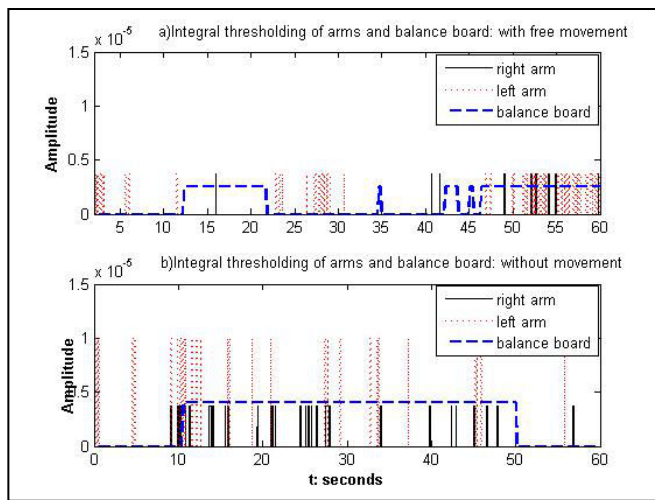 a)Integral thresholding of arms and balance board: with free movement
x 10-5
1.5
1
0.5
0
Amplitude
right arm
left arm
balance board
5 10 15 20 25 30 35 40 45 50 55 60
b)Integral thresholding of arms and balance board: without movement
x 10-5
1.5
1
0.5
0
Amplitude
right arm
left arm
balance board
0 10 20 30 40 50 60
t: seconds